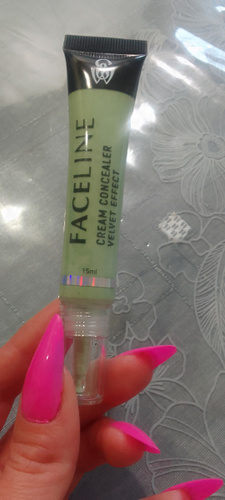 FACELINE
CREAM CONCEALER
VELVET EFFECT
15ml